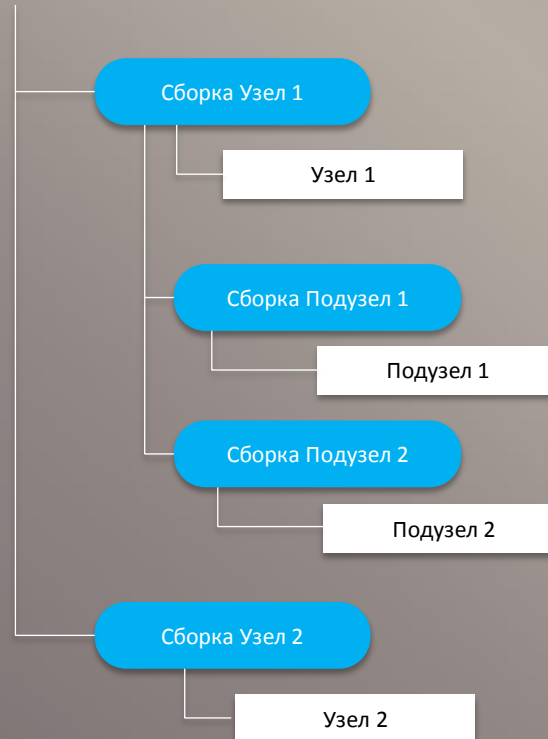 Сборка Узел 1
Узел 1
Сборка Подузел 1
Подузел 1
Сборка Подузел 2
Подузел 2
Сборка Узел 2
Узел 2